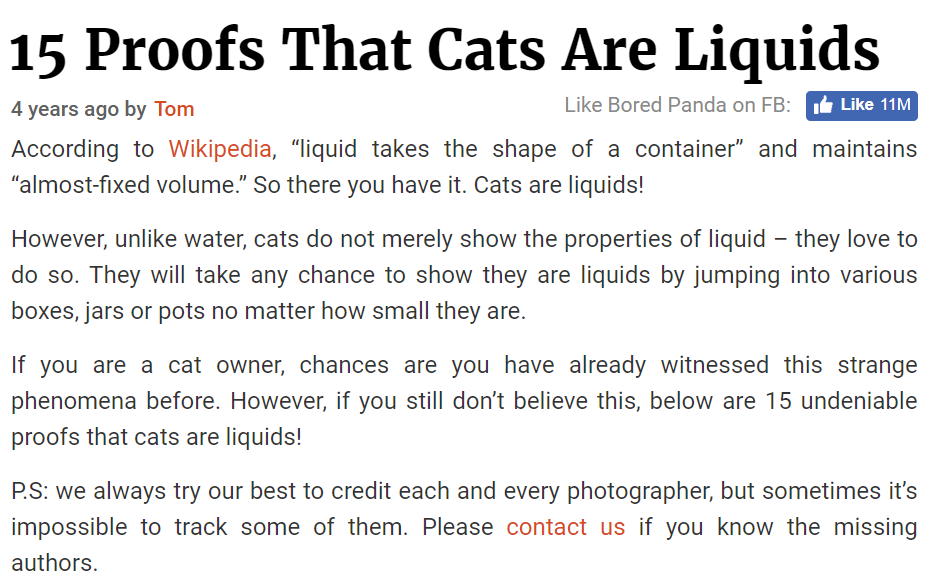 15 Proofs That Cats Are Liquids
4 years ago by Tom
Like Bored Panda on FB:
Like 11M
According to Wikipedia, “liquid takes the shape of a container” and maintains
“almost-fixed volume.” So there you have it. Cats are liquids!
However, unlike water, cats do not merely show the properties of liquid – they love to
do so. They will take any chance to show they are liquids by jumping into various
boxes, jars or pots no matter how small they are.
If you are a cat owner, chances are you have already witnessed this strange
phenomena before. However, if you still don’t believe this, below are 15 undeniable
proofs that cats are liquids!
P.S: we always try our best to credit each and every photographer, but sometimes it’s
impossible to track some of them. Please contact us if you know the missing
authors.